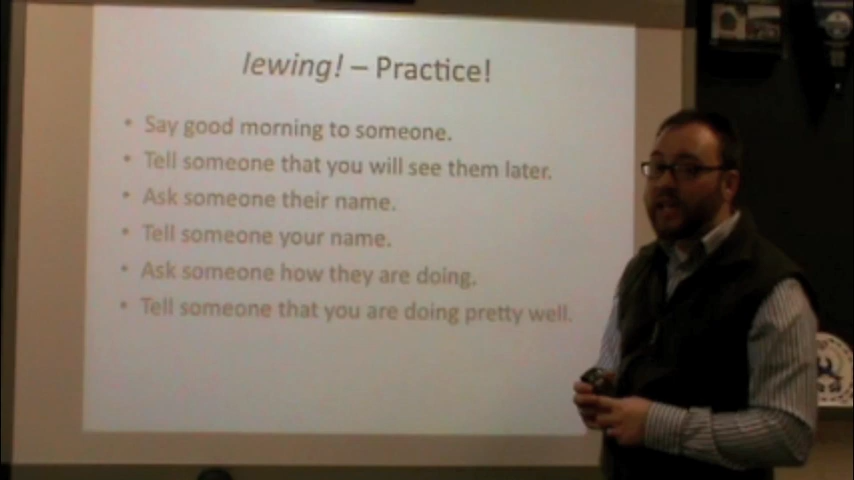 lewing! – Practice!
• Say good morning to someone.
• Tell someone that you will see them later.
• Ask someone their name.
• Tell someone your name.
• Ask someone how they are doing.
• Tell someone that you are doing pretty well.